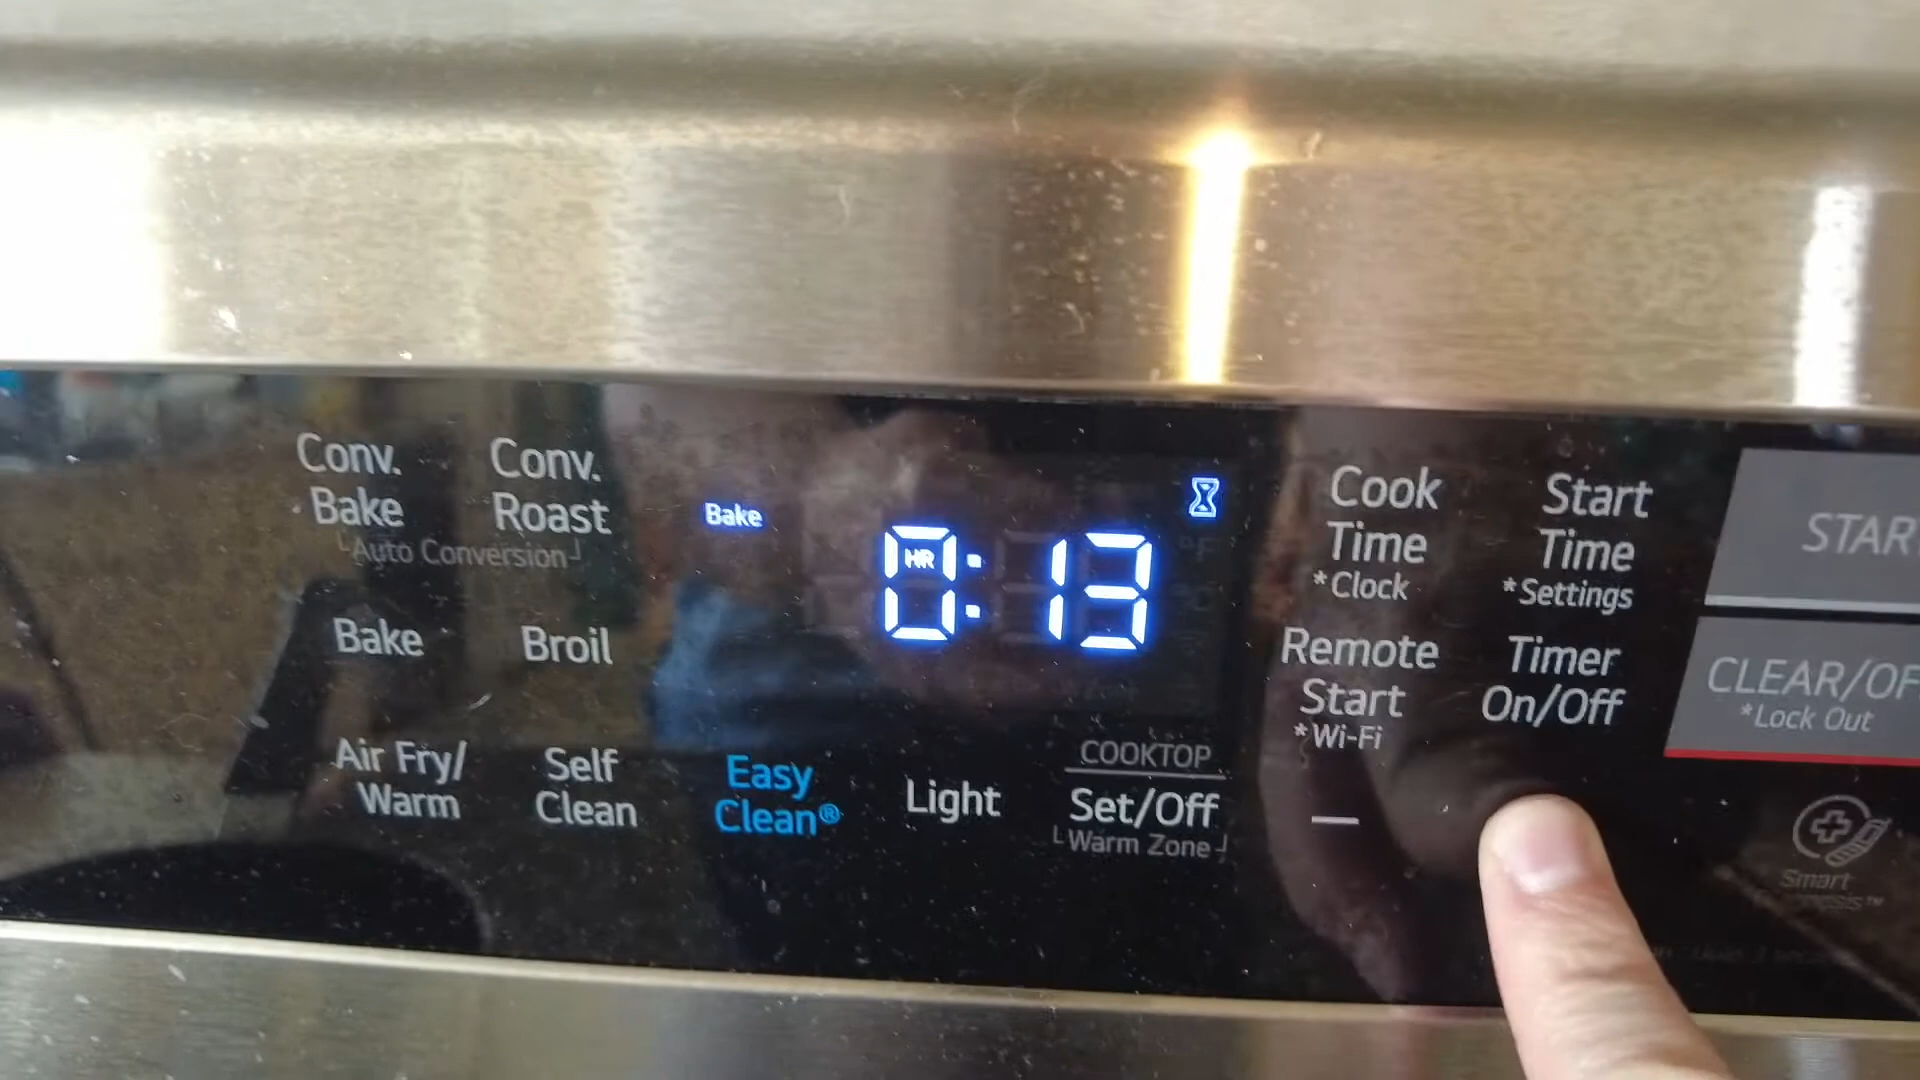 Conv.
Bake
Conv.
Roast
Auto Conversion
Bake
Broil
Air Fry/
Warm
Self
Clean
Easy
Clean®
Light
COOKTOP
Set/Off
Warm Zone
Bake
HR
0:13
Cook
Time
*Clock
Start
Time
*Settings
Remote
Start
*Wi-Fi
Timer
On/Off
CLEAR/OF
*Lock Out
STAR
Smart